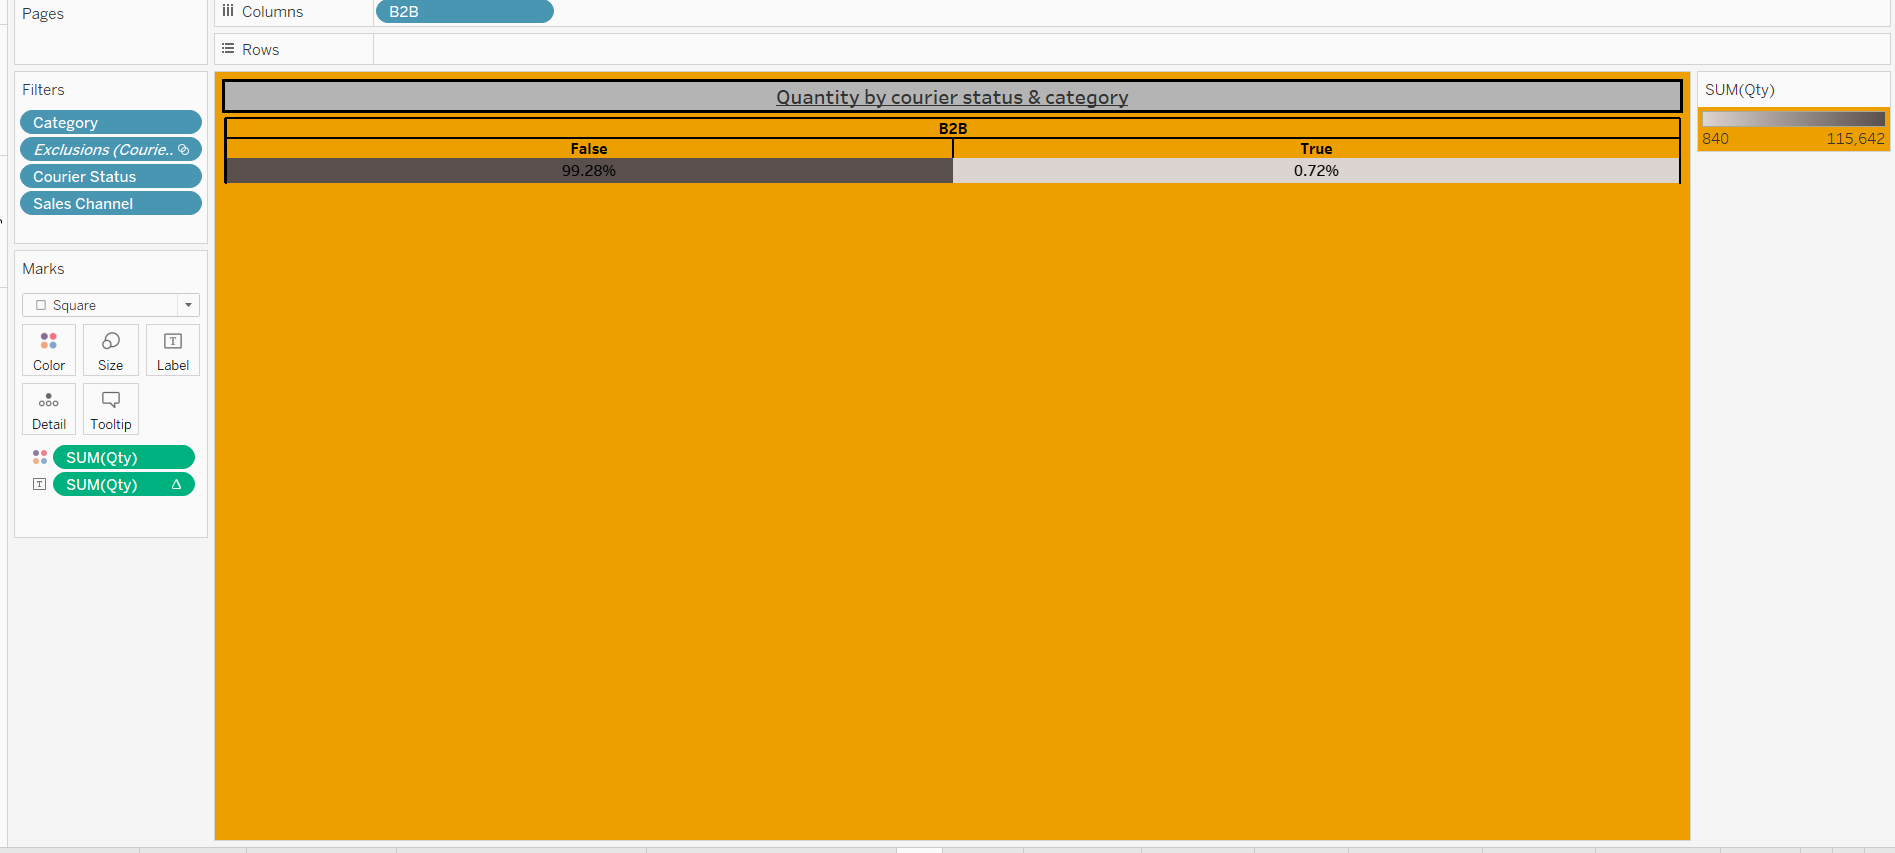 Pages
Columns
B2B
Rows
Filters
Category
Exclusions (Courie..
Courier Status
Sales Channel
Marks
Square
Color
Size
Label
Detail
Tooltip
SUM(Qty)
SUM(Qty) Δ
Quantity by courier status & category
B2B
False
True
99.28%
0.72%
SUM(Qty)
840
115,642